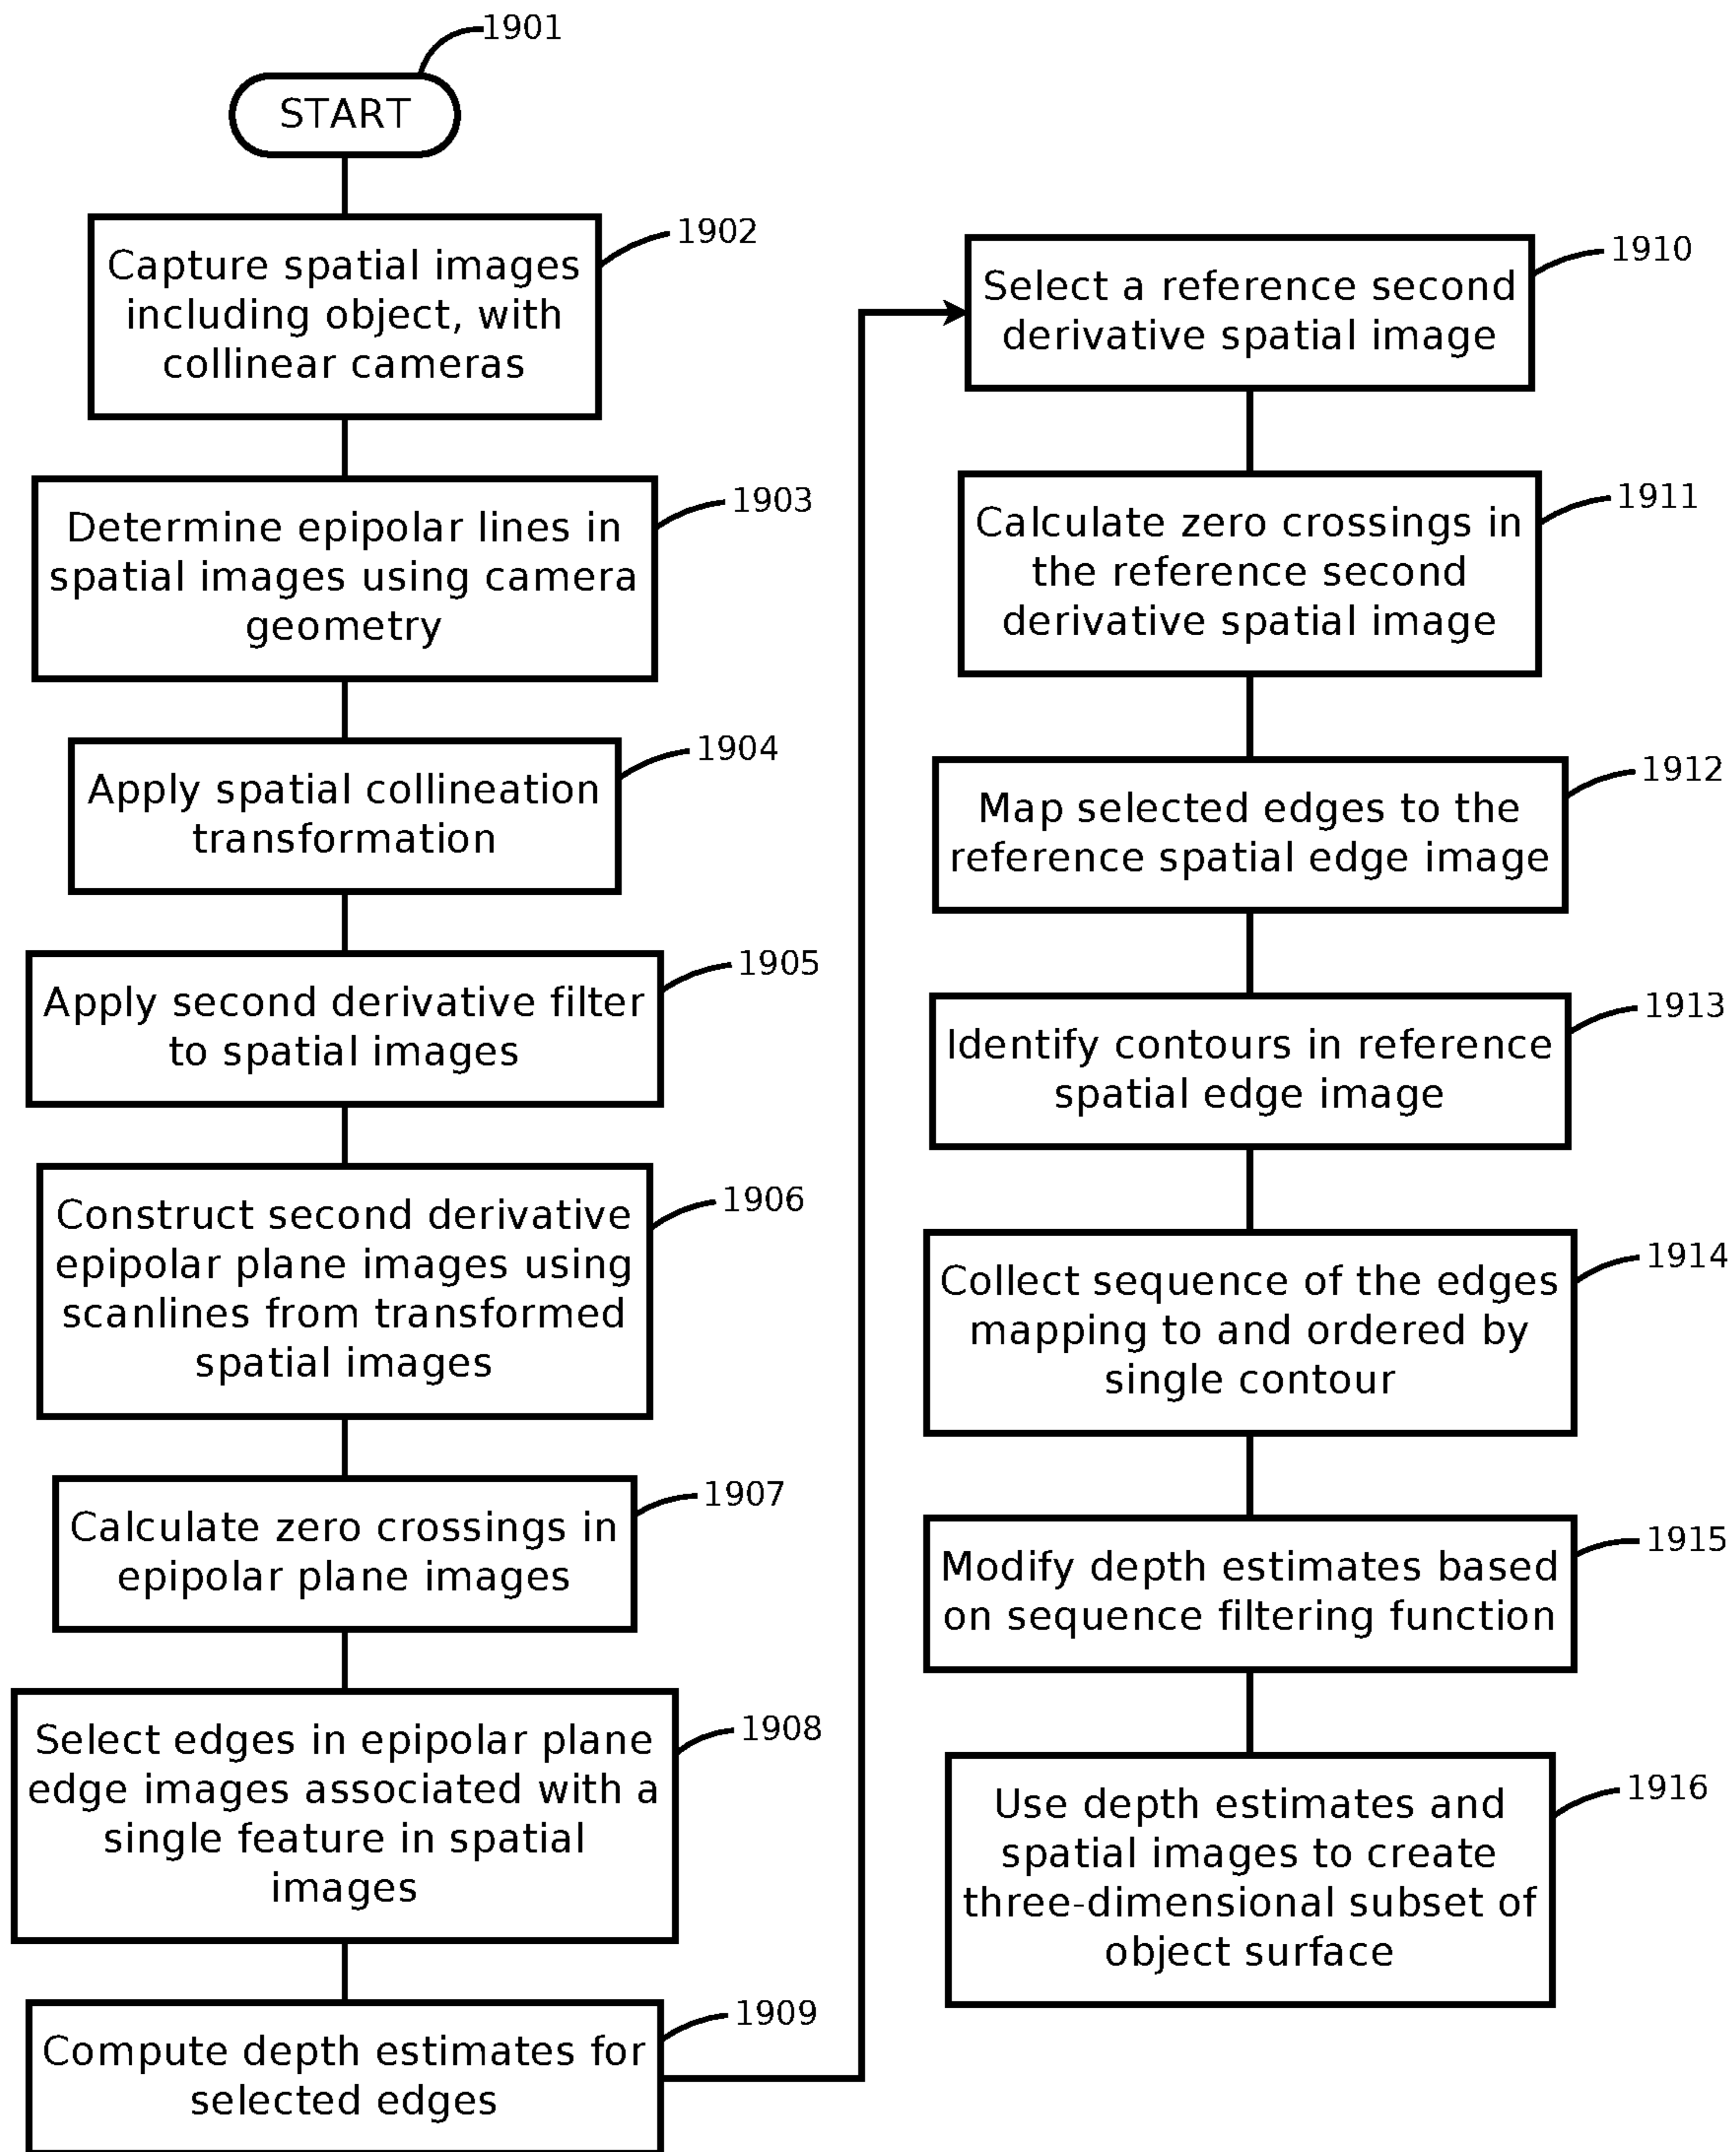 1901
START
1902
Capture spatial images
including object, with
collinear cameras
1903
Determine epipolar lines in
spatial images using camera
geometry
1904
Apply spatial collineation
transformation
1905
Apply second derivative filter
to spatial images
1906
Construct second derivative
epipolar plane images using
scanlines from transformed
spatial images
1907
Calculate zero crossings in
epipolar plane images
1908
Select edges in epipolar plane
edge images associated with a
single feature in spatial
images
1909
Compute depth estimates for
selected edges
1910
Select a reference second
derivative spatial image
1911
Calculate zero crossings in
the reference second
derivative spatial image
1912
Map selected edges to the
reference spatial edge image
1913
Identify contours in reference
spatial edge image
1914
Collect sequence of the edges
mapping to and ordered by
single contour
1915
Modify depth estimates based
on sequence filtering function
1916
Use depth estimates and
spatial images to create
three-dimensional subset of
object surface